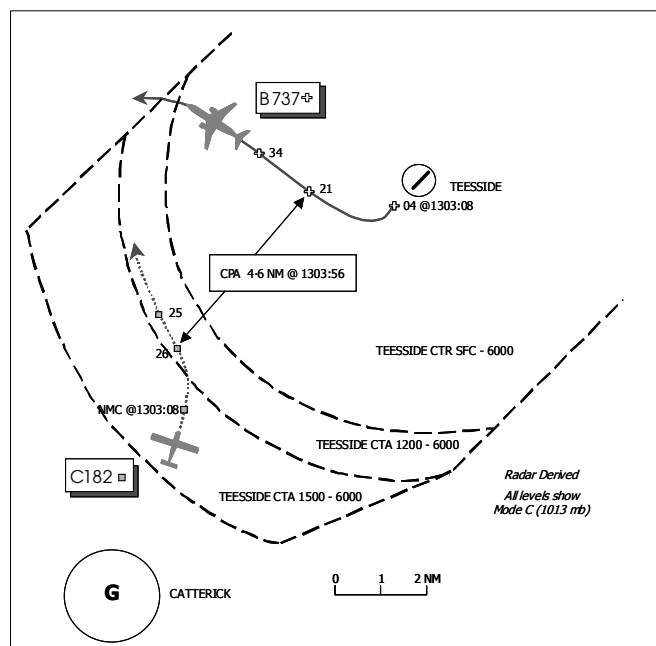 B737
34
21
TEESSIDE
04 @1303:08
CPA 4-6 NM @ 1303:56
25
26
TEESSIDE CTR SFC - 6000
NMC @1303:08
TEESSIDE CTA 1200 - 6000
C182
TEESSIDE CTA 1500 - 6000
Radar Derived
All levels show
Mode C (1013 mb)
G
CATTERICK
0 1 2 NM